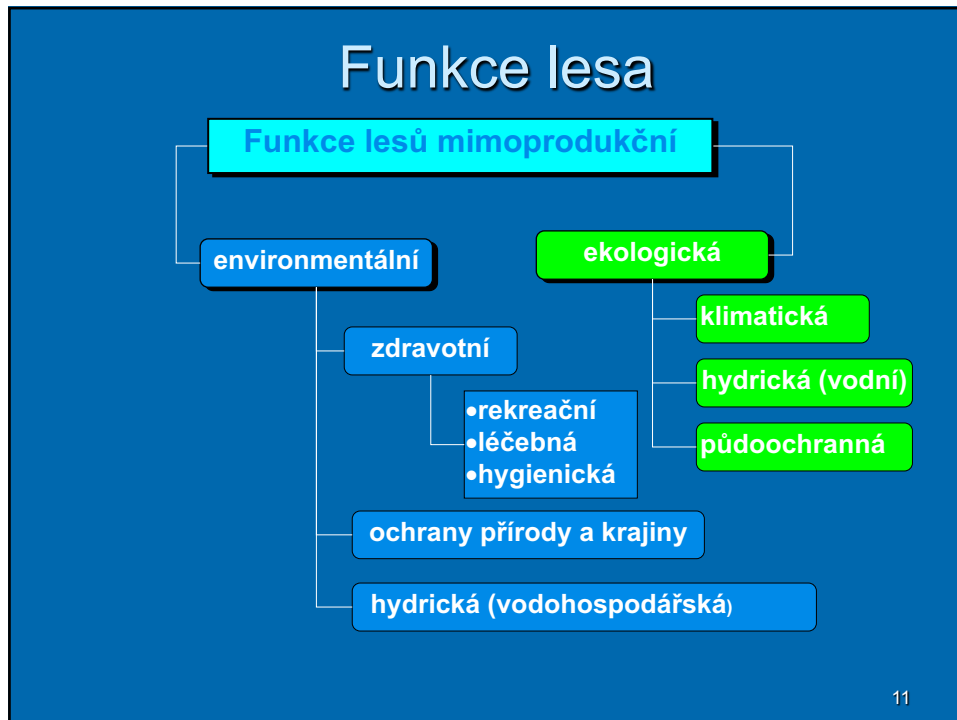 Funkce lesa
Funkce lesů mimoprodukční
environmentální
zdravotní
•rekreační
•léčebná
•hygienická
ochrany přírody a krajiny
hydrická (vodohospodářská)
ekologická
klimatická
hydrická (vodní)
půdoochranná
11